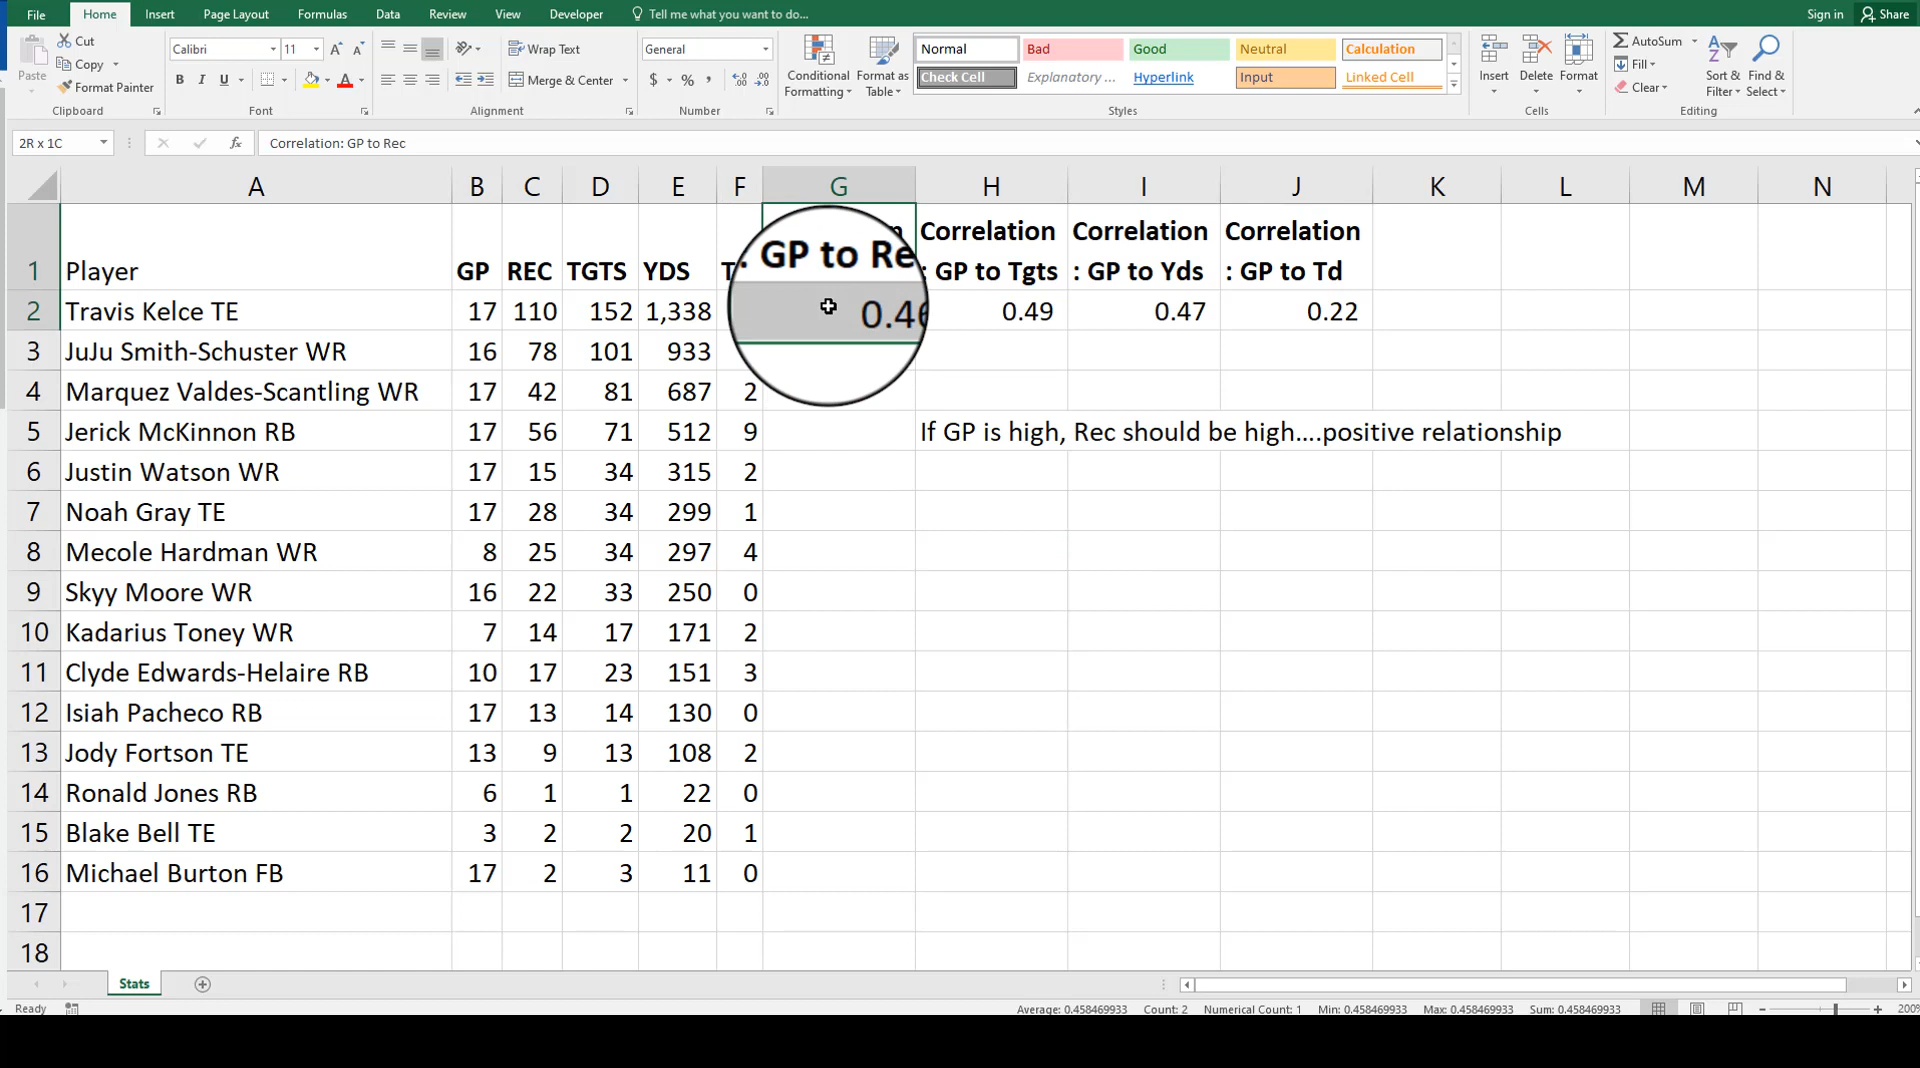 File Home Insert Page Layout Formulas Data Review View Developer Tell me what you want to do... Sign in Share
Paste Cut Copy Format Painter Clipboard
Calibri 11 A A B I U A Font
Wrap Text Merge & Center Alignment
General $ % , Number
Conditional Formatting Format as Table
Normal Bad Good Neutral Calculation
Check Cell Explanatory ... Hyperlink Input Linked Cell
Styles
Insert Delete Format Cells
AutoSum Fill Clear Sort & Filter Find & Select Editing
2R x 1C fx Correlation: GP to Rec
A B C D E F G H I J K L M N
1 Player GP REC TGTS YDS GP to Re Correlation : GP to Tgts Correlation : GP to Yds Correlation : GP to Td
2 Travis Kelce TE 17 110 152 1,338 0.46 0.49 0.47 0.22
3 JuJu Smith-Schuster WR 16 78 101 933
4 Marquez Valdes-Scantling WR 17 42 81 687 2
5 Jerick McKinnon RB 17 56 71 512 9 If GP is high, Rec should be high....positive relationship
6 Justin Watson WR 17 15 34 315 2
7 Noah Gray TE 17 28 34 299 1
8 Mecole Hardman WR 8 25 34 297 4
9 Skyy Moore WR 16 22 33 250 0
10 Kadarius Toney WR 7 14 17 171 2
11 Clyde Edwards-Helaire RB 10 17 23 151 3
12 Isiah Pacheco RB 17 13 14 130 0
13 Jody Fortson TE 13 9 13 108 2
14 Ronald Jones RB 6 1 1 22 0
15 Blake Bell TE 3 2 2 20 1
16 Michael Burton FB 17 2 3 11 0
17
18
Stats
Ready Average: 0.458469933 Count: 2 Numerical Count: 1 Min: 0.458469933 Max: 0.458469933 Sum: 0.458469933 200%